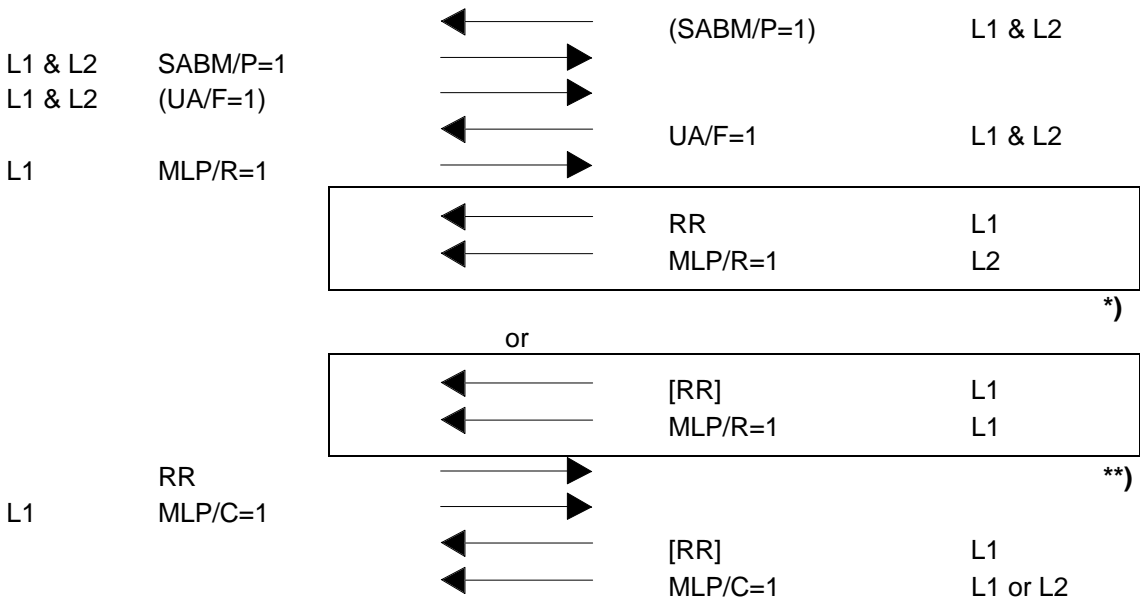 (SABM/P=1) L1 & L2
L1 & L2 SABM/P=1
L1 & L2 (UA/F=1)
UA/F=1 L1 & L2
L1 MLP/R=1
RR L1
MLP/R=1 L2
*)
or
[RR] L1
MLP/R=1 L1
RR **)
L1 MLP/C=1
[RR] L1
MLP/C=1 L1 or L2